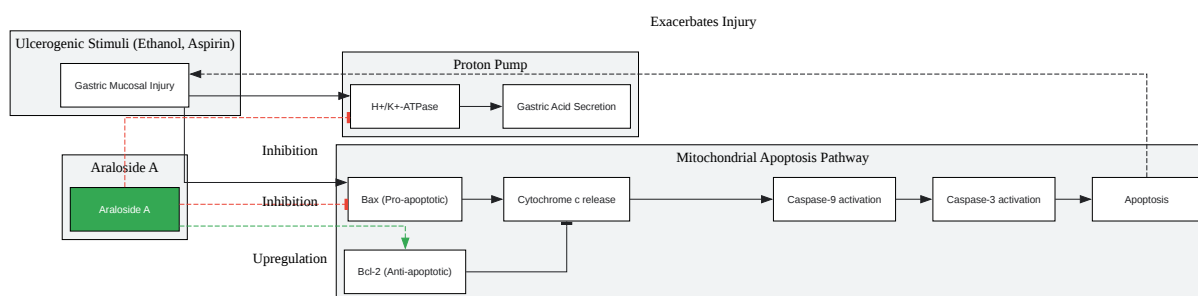 Exacerbates Injury
Ulcerogenic Stimuli (Ethanol, Aspirin)
Gastric Mucosal Injury
Proton Pump
H+/K+-ATPase
Gastric Acid Secretion
Inhibition
Araloside A
Araloside A
Inhibition
Upregulation
Mitochondrial Apoptosis Pathway
Bax (Pro-apoptotic)
Cytochrome c release
Caspase-9 activation
Caspase-3 activation
Apoptosis
Bcl-2 (Anti-apoptotic)